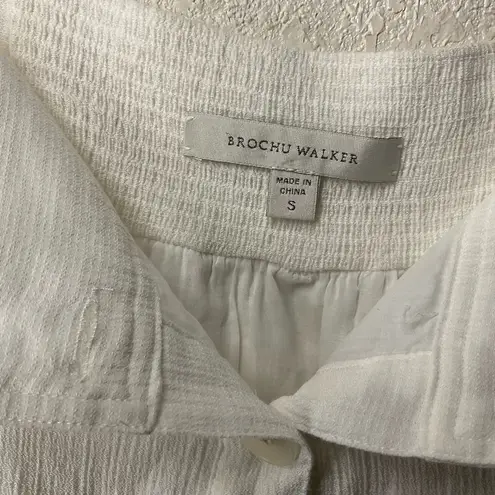 BROCHU WALKER
MADE IN
CHINA
S